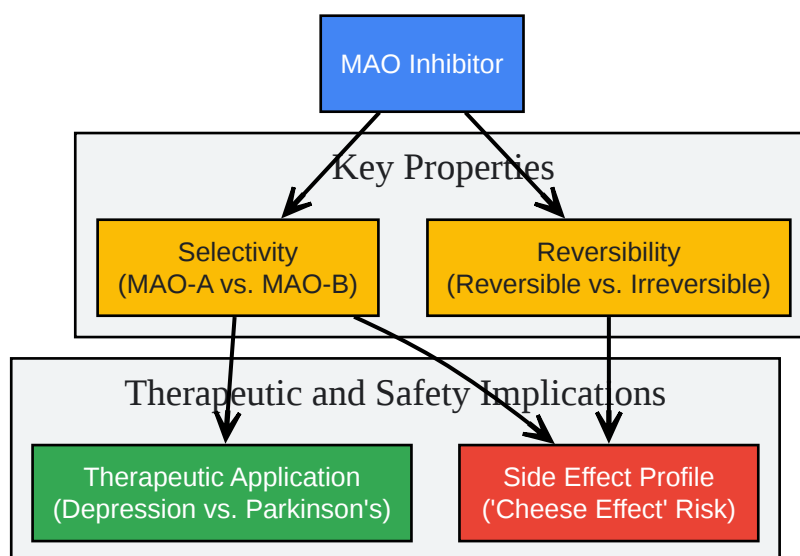 MAO Inhibitor
Key Properties
Selectivity
(MAO-A vs. MAO-B)
Reversibility
(Reversible vs. Irreversible)
Therapeutic and Safety Implications
Therapeutic Application
(Depression vs. Parkinson's)
Side Effect Profile
('Cheese Effect' Risk)